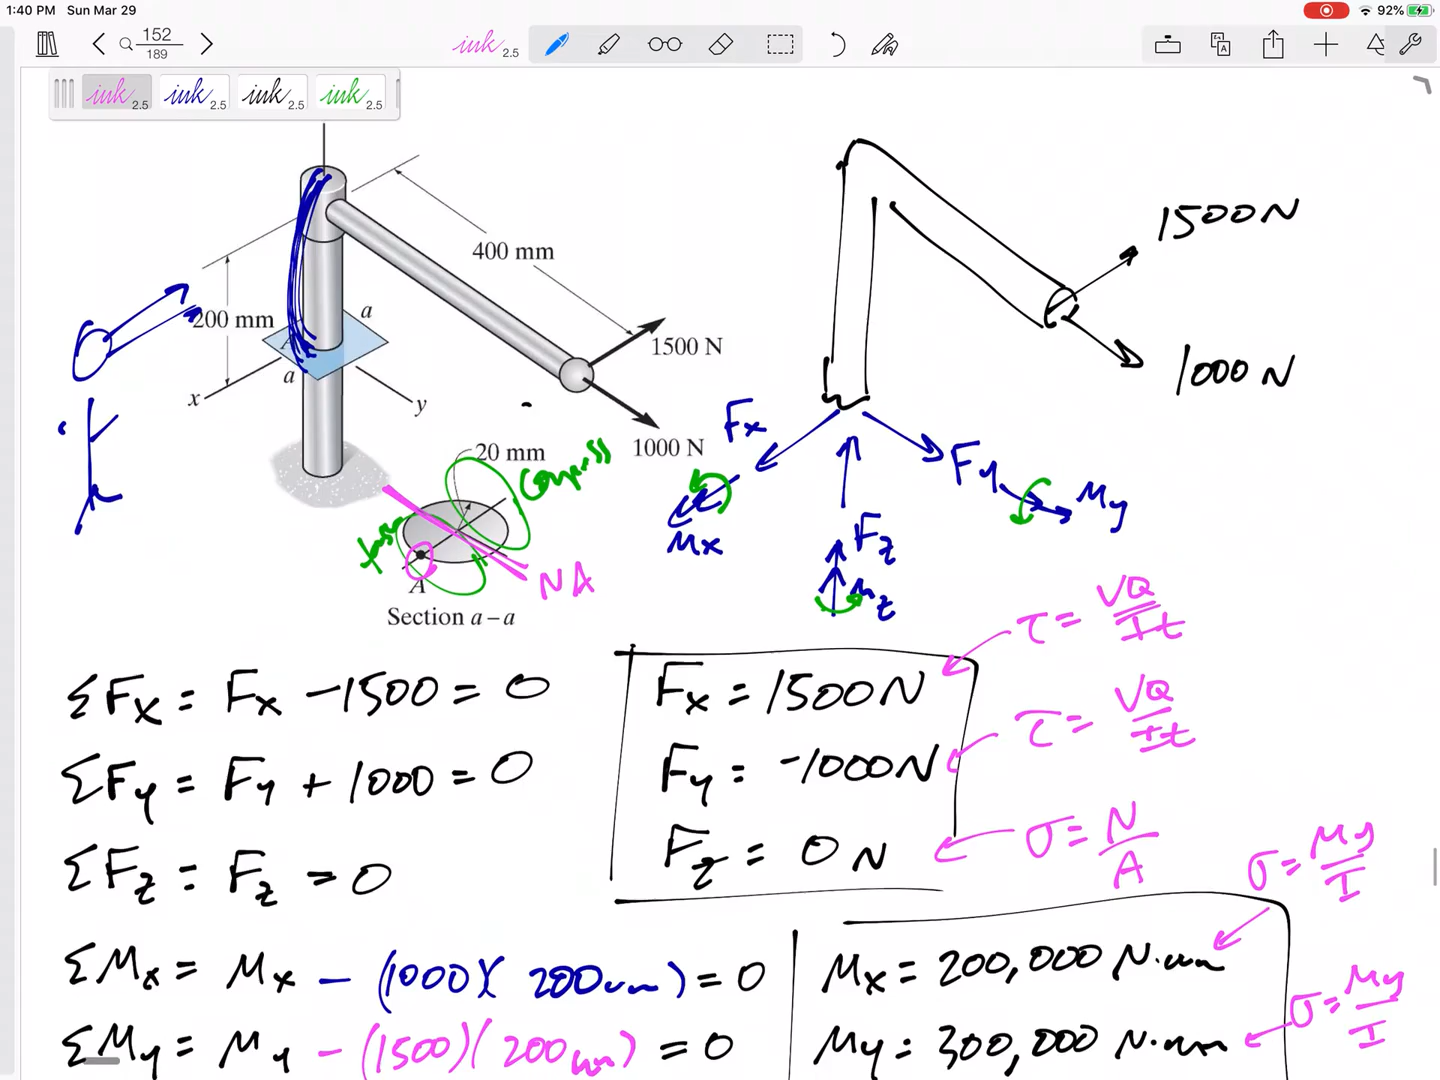 1:40 PM Sun Mar 29
92%
152
189
ink 2.5
ink 2.5
ink 2.5
ink 2.5
ink 2.5
400 mm
200 mm
a
A
a
x
y
1500 N
1000 N
20 mm
Compress
A
NA
Section a–a
1500 N
1000 N
Fx
Fy
My
Mx
Fz
Mz
τ = VQ/It
τ = VQ/It
ΣFx = Fx – 1500 = 0
Fx = 1500 N
ΣFy = Fy + 1000 = 0
Fy = -1000 N
ΣFz = Fz = 0
Fz = 0 N
σ = N/A
σ = My/I
ΣMx = Mx – (1000)(200mm) = 0
Mx = 200,000 N·mm
σ = My/I
ΣMy = My – (1500)(200mm) = 0
My = 300,000 N·mm